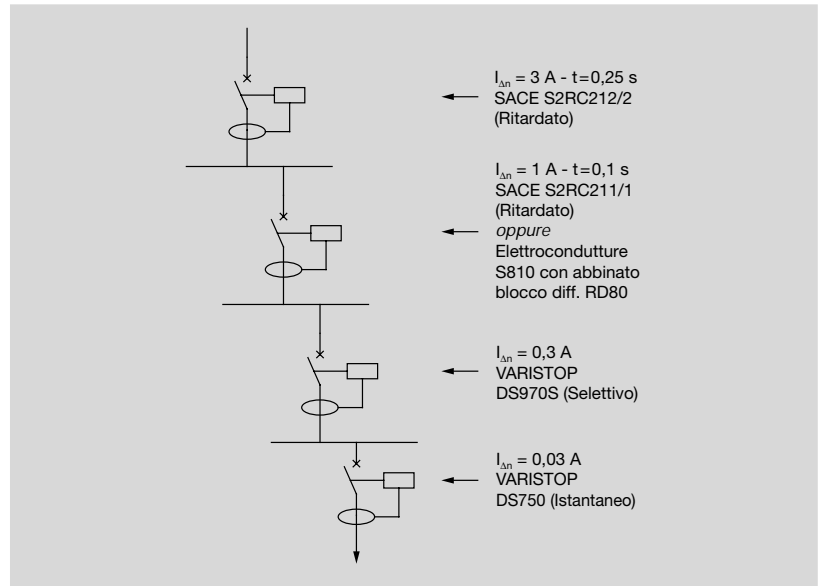 IΔn = 3 A - t=0,25 s
SACE S2RC212/2
(Ritardato)
IΔn = 1 A - t=0,1 s
SACE S2RC211/1
(Ritardato)
oppure
Elettrocondutture
S810 con abbinato
blocco diff. RD80
IΔn = 0,3 A
VARISTOP
DS970S (Selettivo)
IΔn = 0,03 A
VARISTOP
DS750 (Istantaneo)